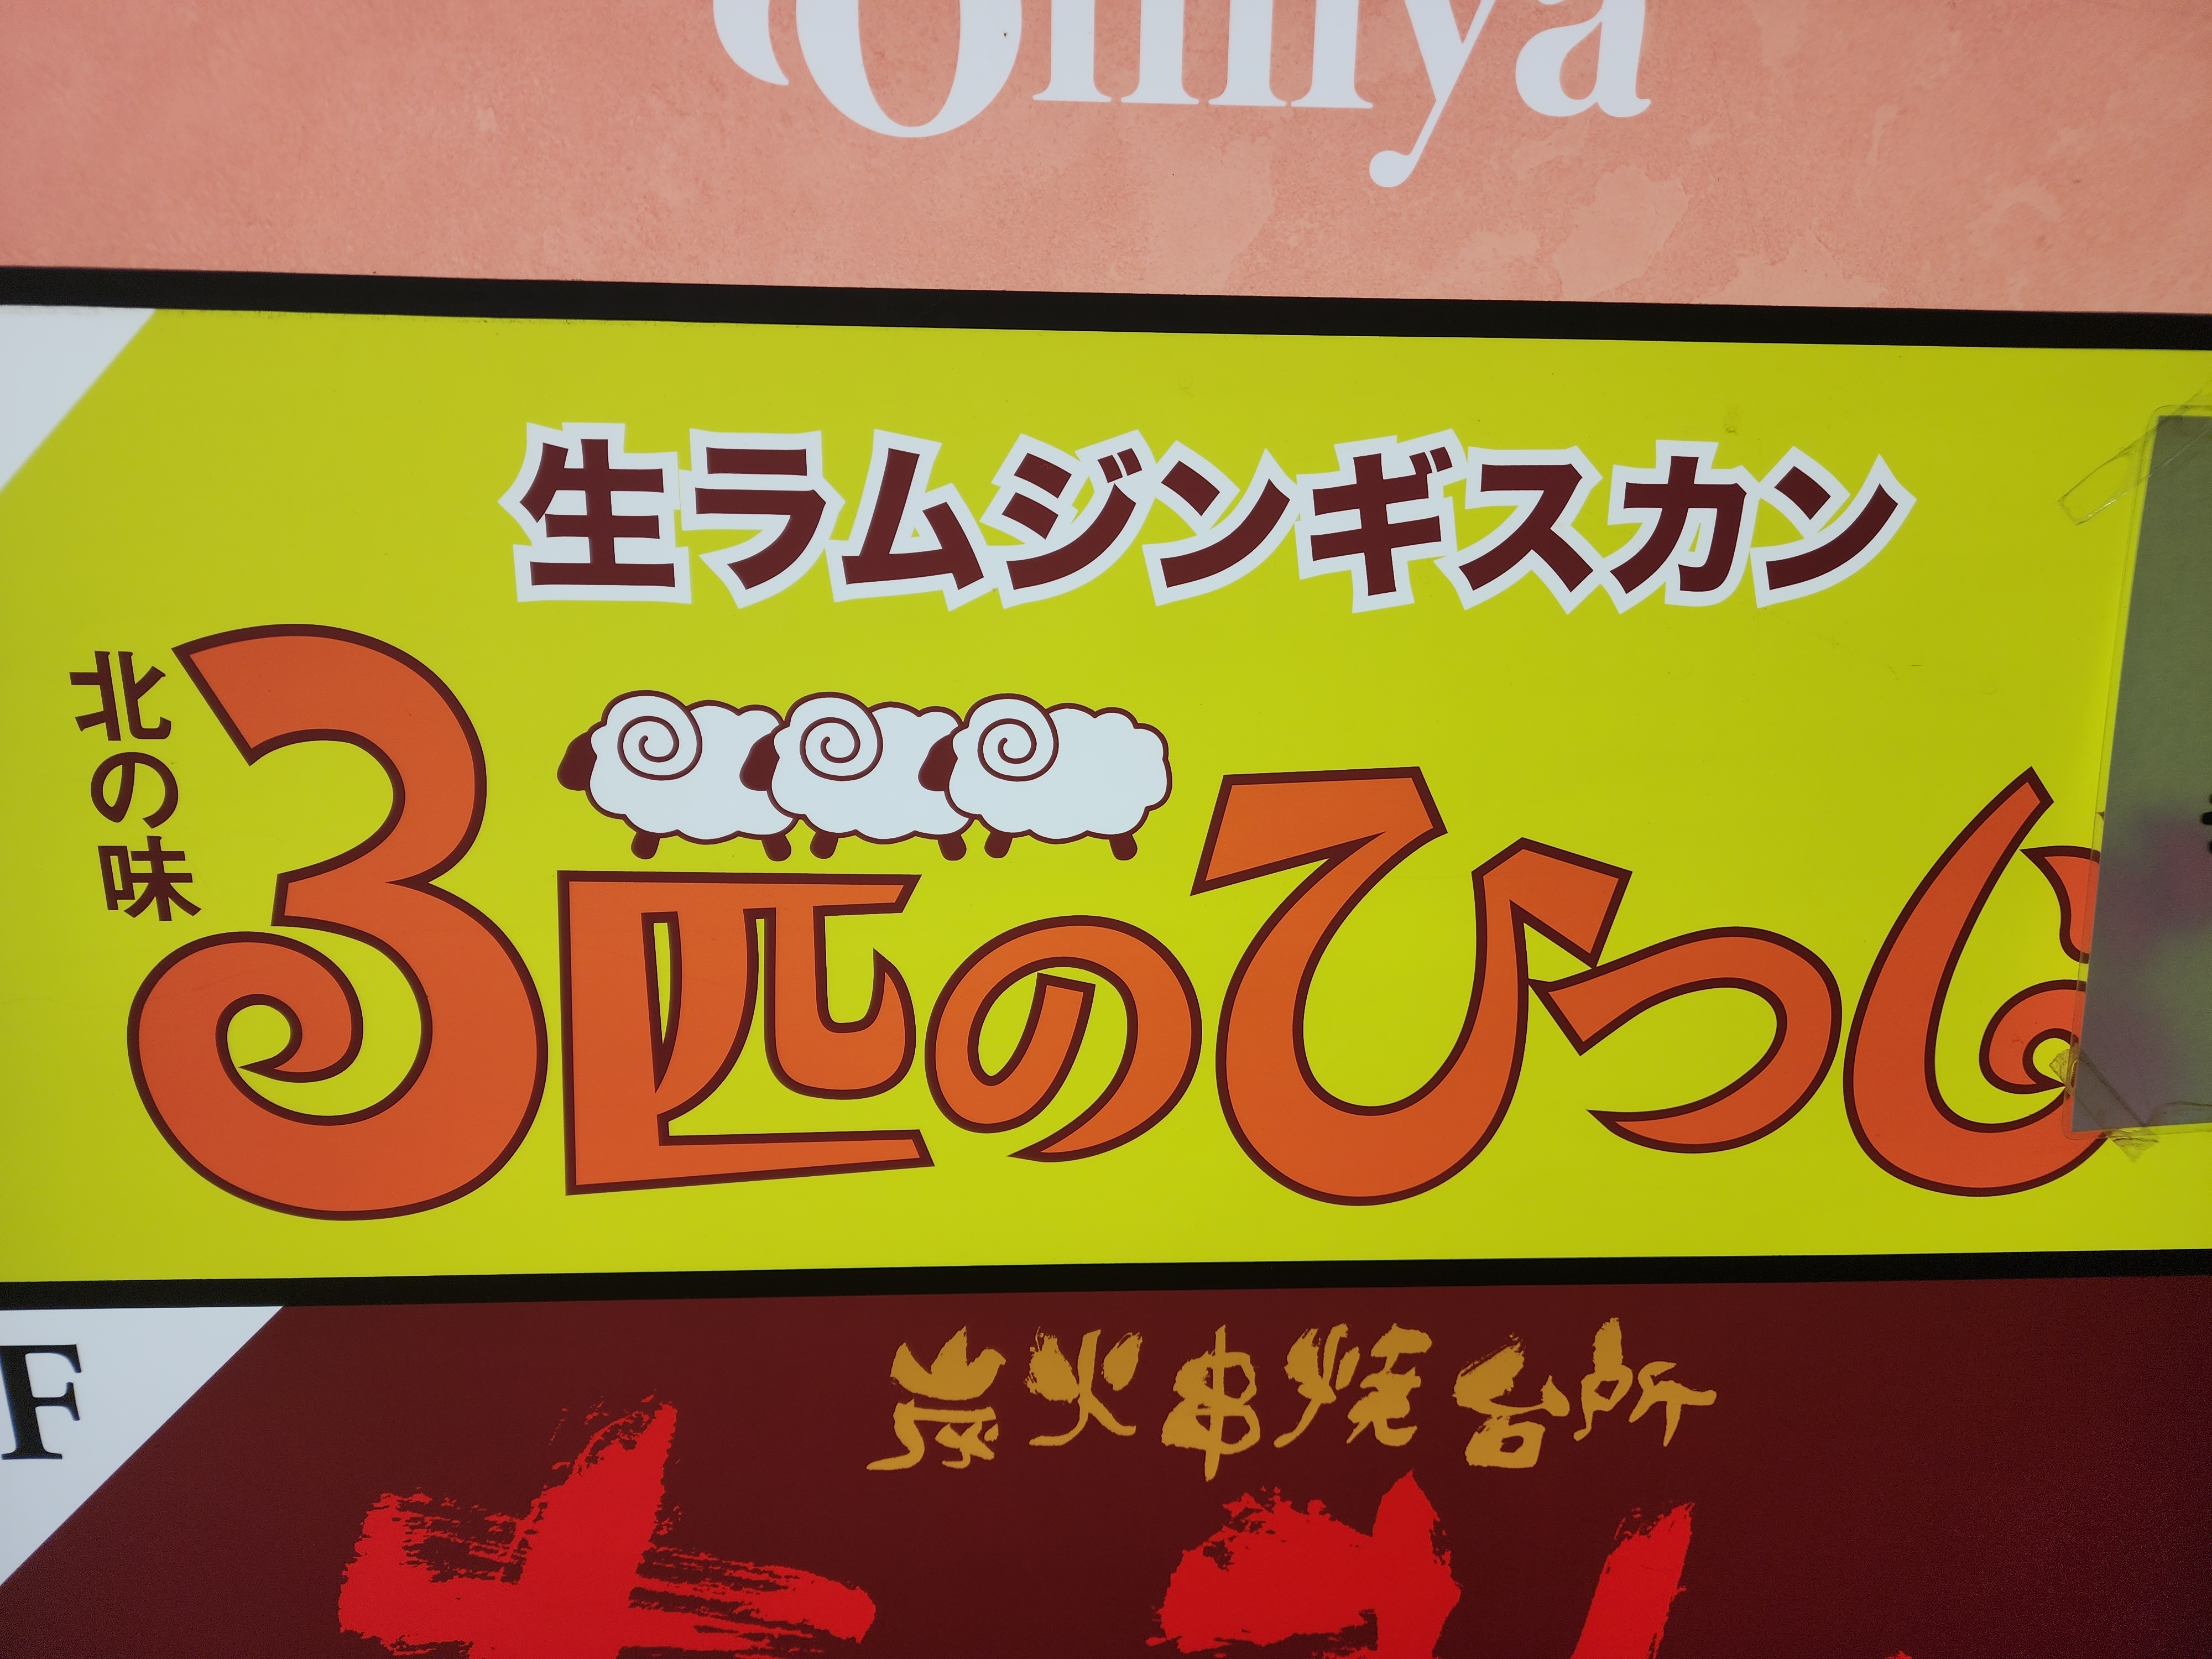 Omiya
生ラムジンギスカン
北の味
3匹のひつじ
炭火串焼台所
F